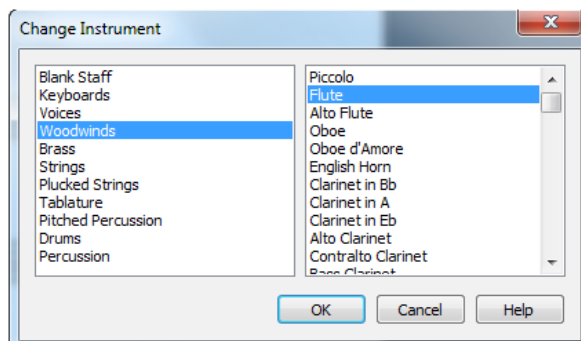 Change Instrument
Blank Staff
Keyboards
Voices
Woodwinds
Brass
Strings
Plucked Strings
Tablature
Pitched Percussion
Drums
Percussion
Piccolo
Flute
Alto Flute
Oboe
Oboe d'Amore
English Horn
Clarinet in Bb
Clarinet in A
Clarinet in Eb
Alto Clarinet
Contralto Clarinet
Bass Clarinet
OK Cancel Help